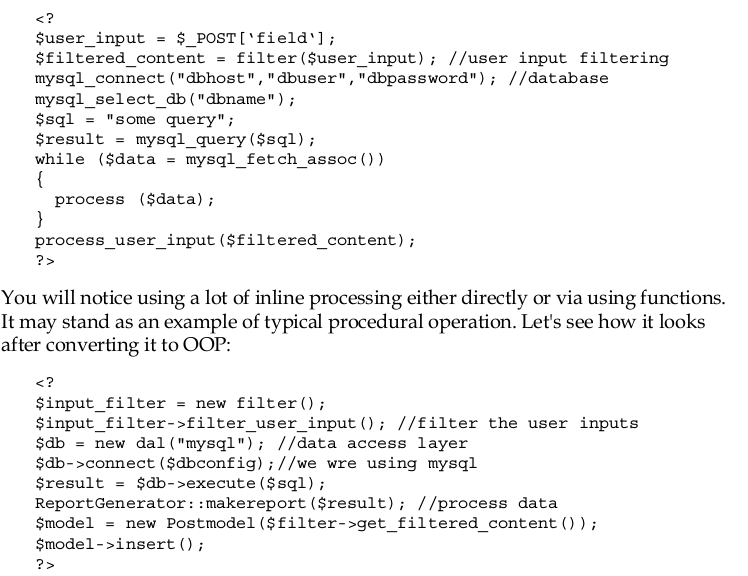 <?
$user_input = $_POST['field'];
$filtered_content = filter($user_input); //user input filtering
mysql_connect("dbhost","dbuser","dbpassword"); //database
mysql_select_db("dbname");
$sql = "some query";
$result = mysql_query($sql);
while ($data = mysql_fetch_assoc())
{
  process ($data);
}
process_user_input($filtered_content);
?>
You will notice using a lot of inline processing either directly or via using functions.
It may stand as an example of typical procedural operation. Let's see how it looks
after converting it to OOP:
<?
$input_filter = new filter();
$input_filter->filter_user_input(); //filter the user inputs
$db = new dal("mysql"); //data access layer
$db->connect($dbconfig);//we wre using mysql
$result = $db->execute($sql);
ReportGenerator::makereport($result); //process data
$model = new Postmodel($filter->get_filtered_content());
$model->insert();
?>